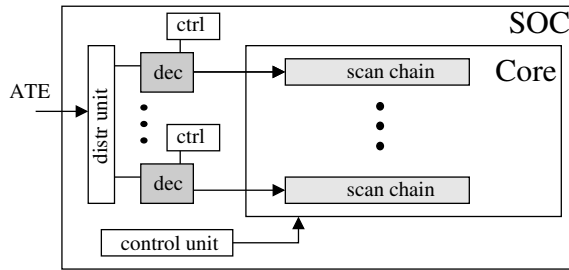 SOC
ctrl
Core
dec
scan chain
ATE
distr unit
ctrl
dec
scan chain
control unit